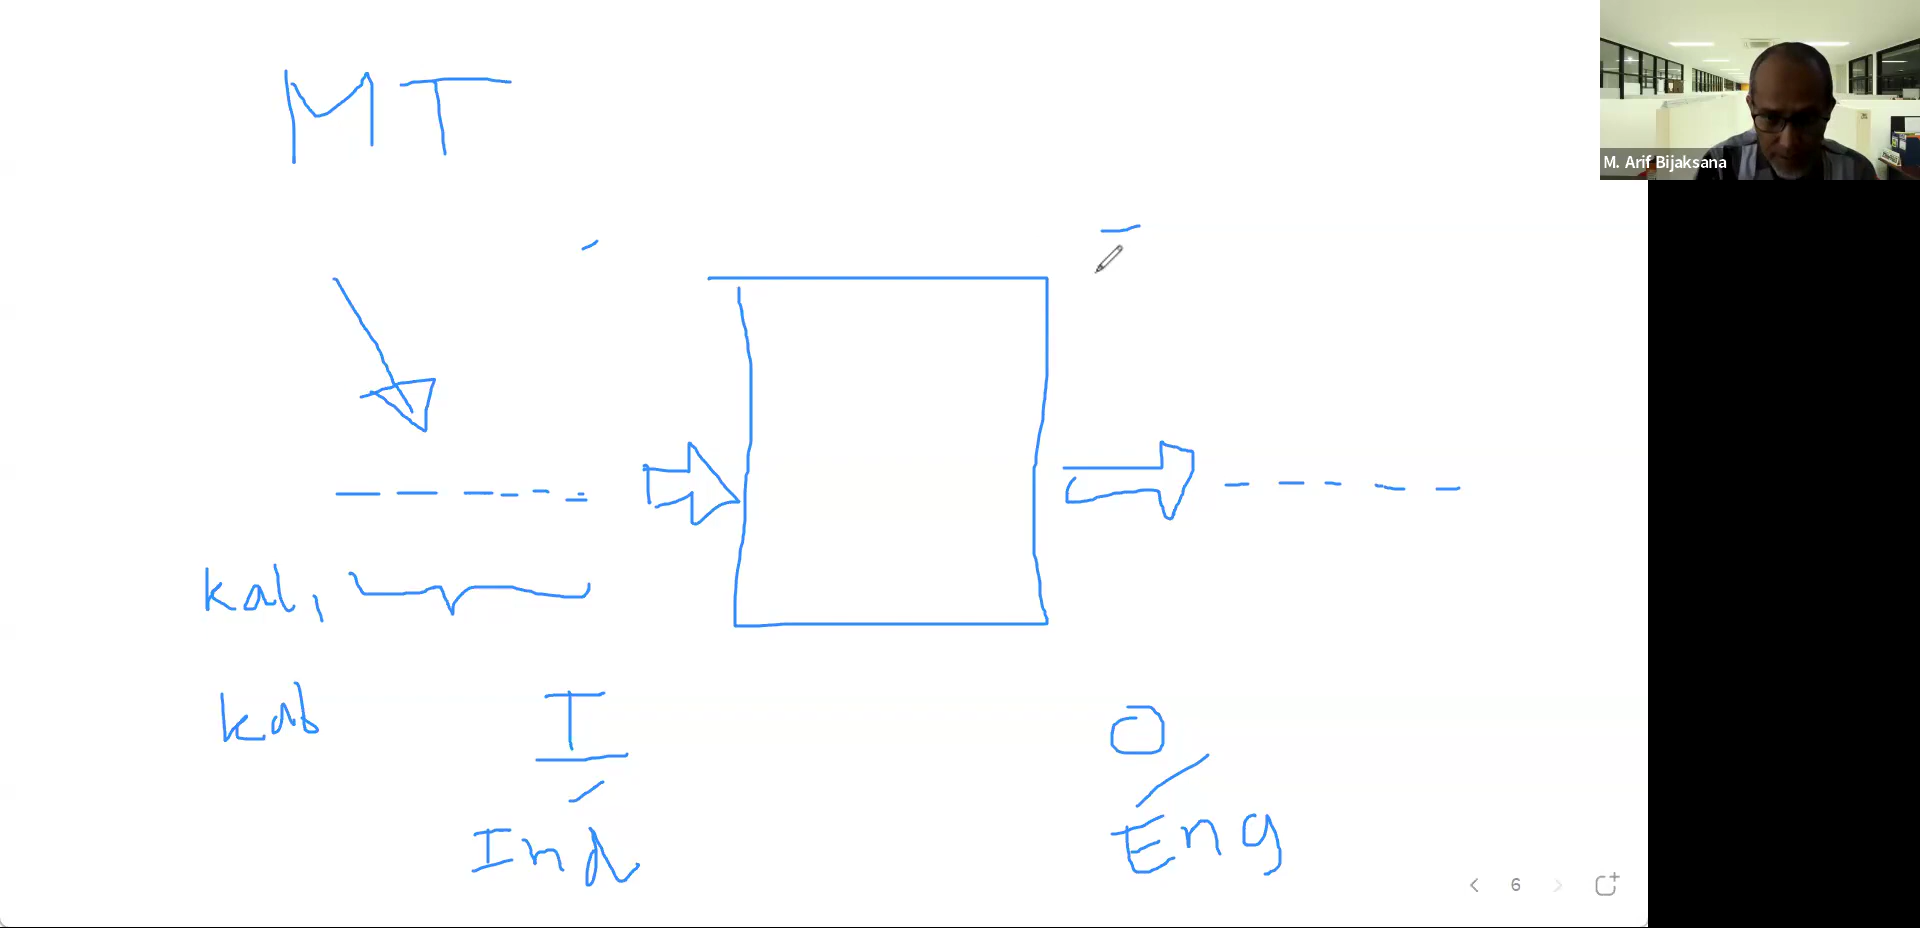 MT
M. Arif Bijaksana
kal,
kab
I
O
Ind
Eng
6